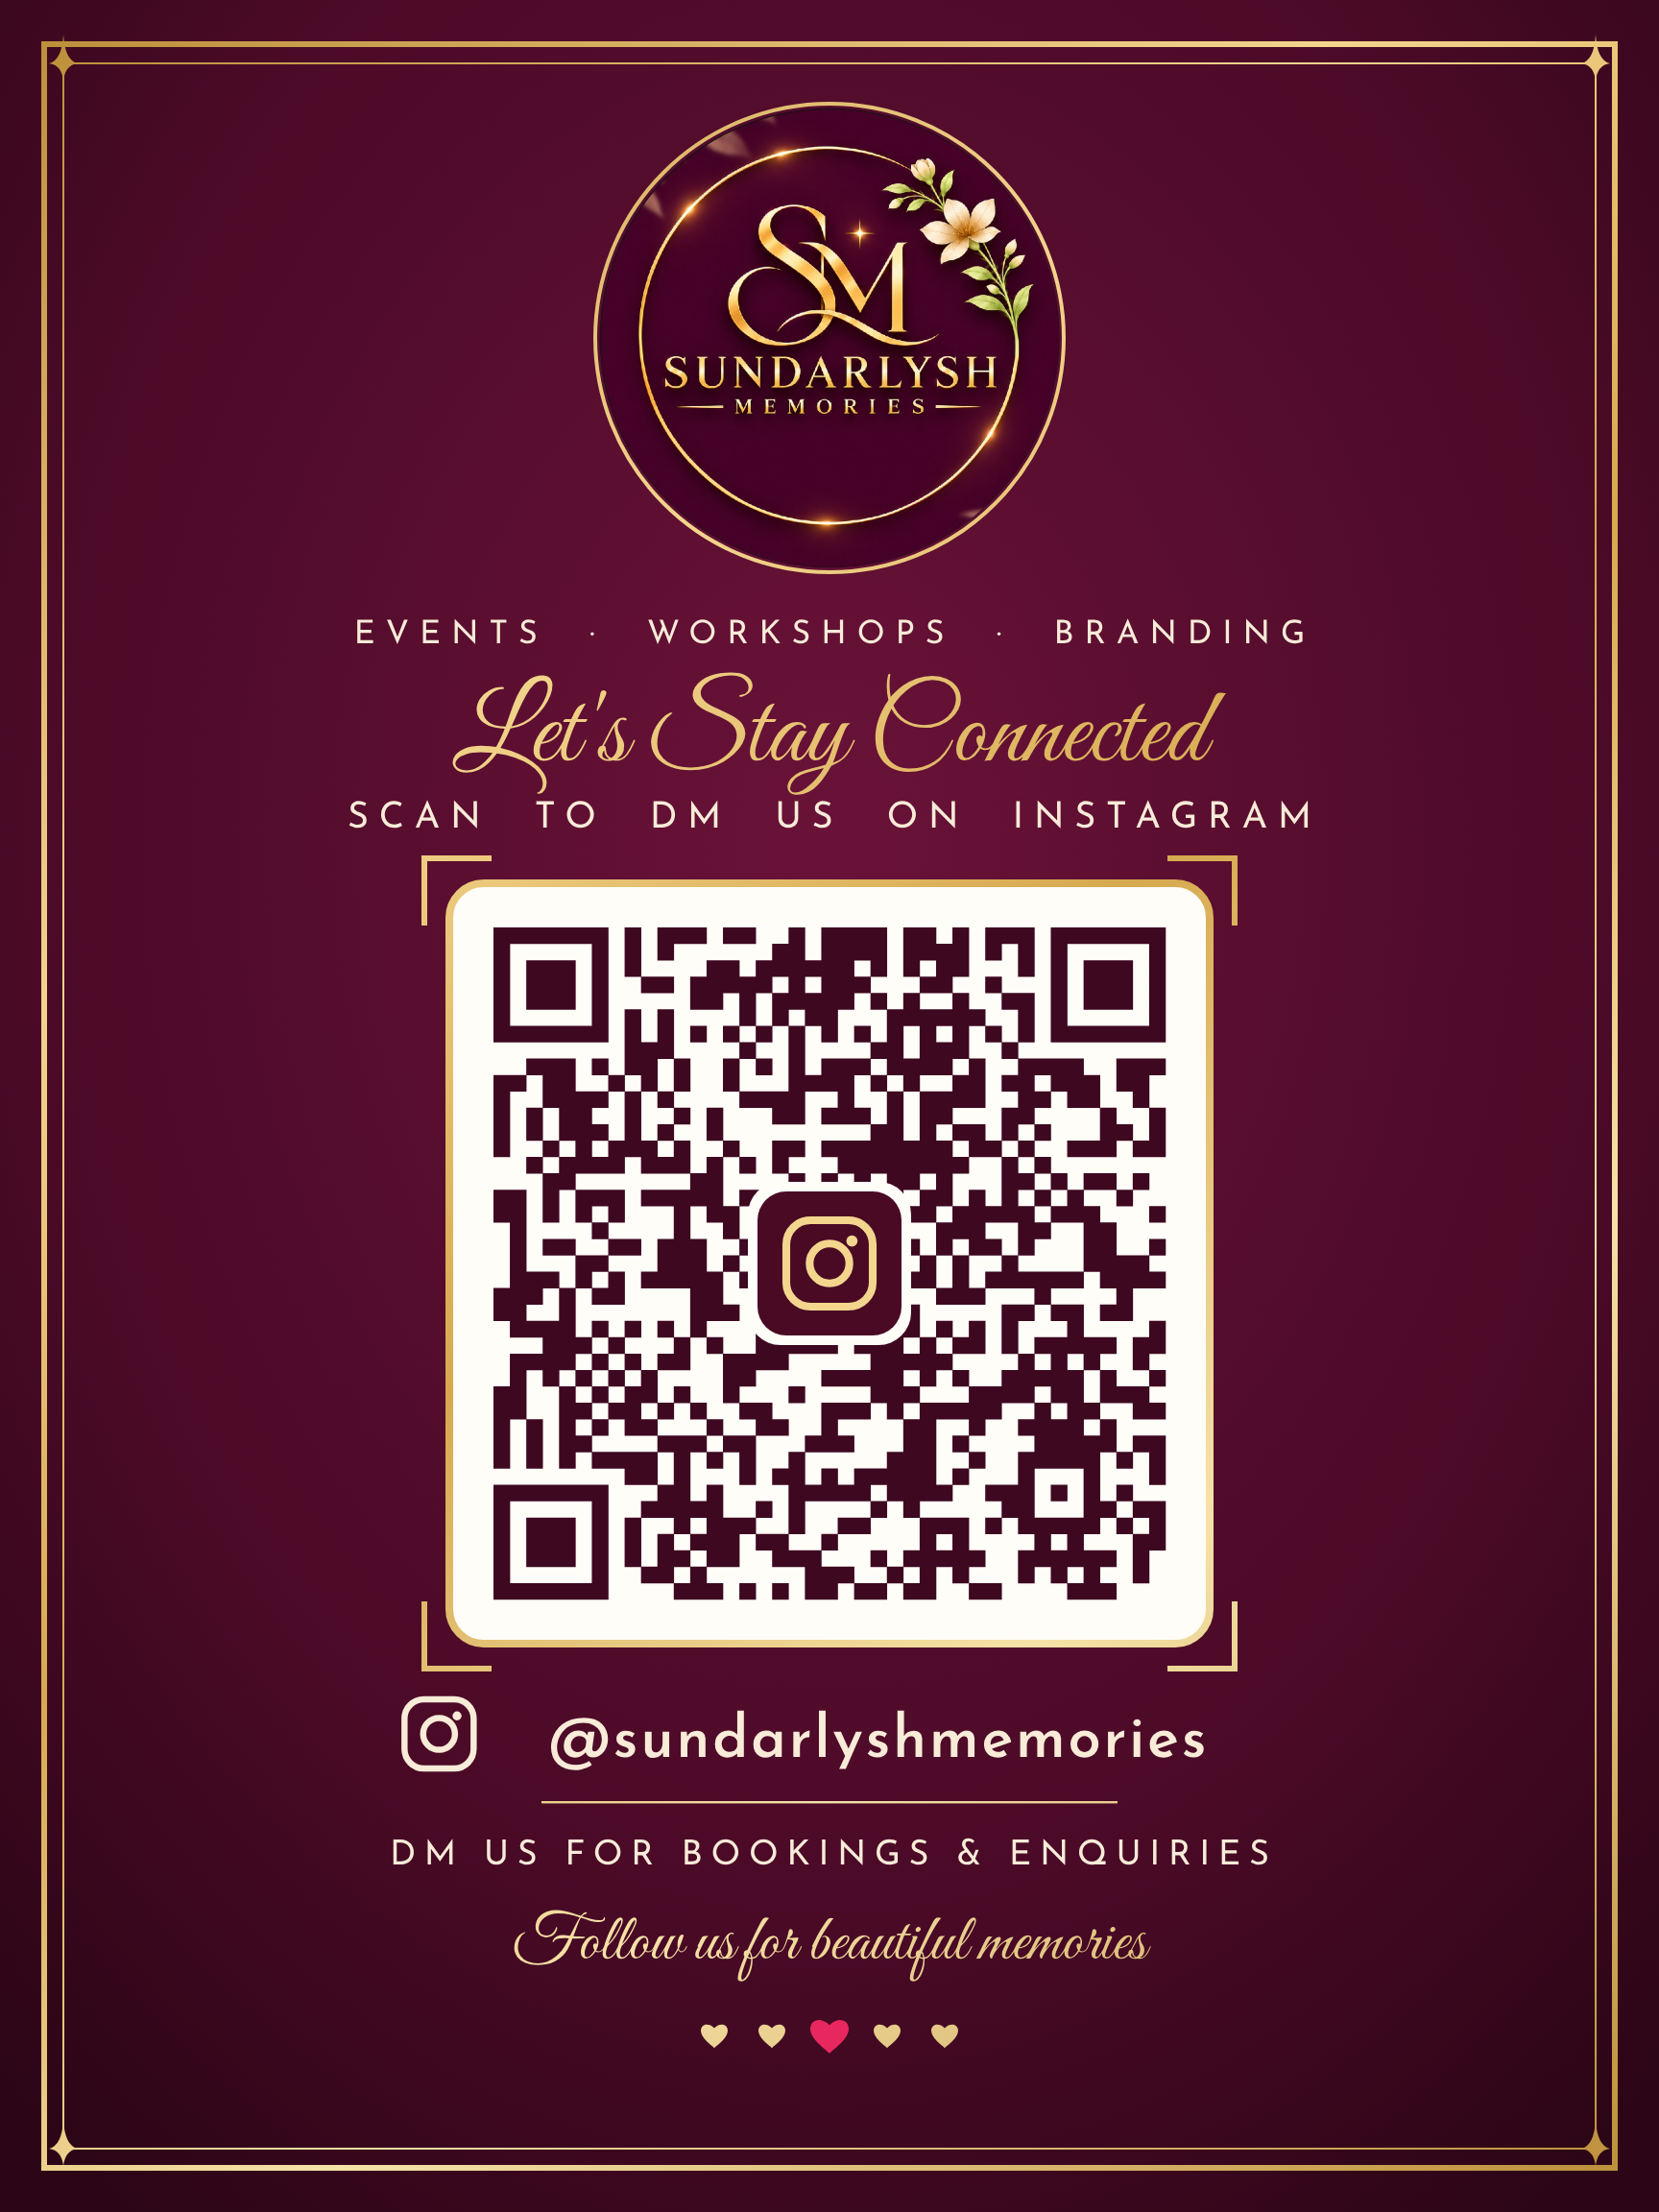 SM
SUNDARLYSH
MEMORIES
EVENTS · WORKSHOPS · BRANDING
Let's Stay Connected
SCAN TO DM US ON INSTAGRAM
@sundarlyshmemories
DM US FOR BOOKINGS & ENQUIRIES
Follow us for beautiful memories